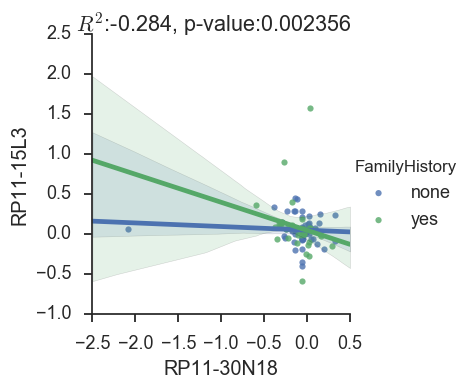 R²:-0.284, p-value:0.002356
2.5
2.0
1.5
1.0
0.5
0.0
−0.5
−1.0
RP11-15L3
−2.5 −2.0 −1.5 −1.0 −0.5 0.0 0.5
RP11-30N18
FamilyHistory
none
yes